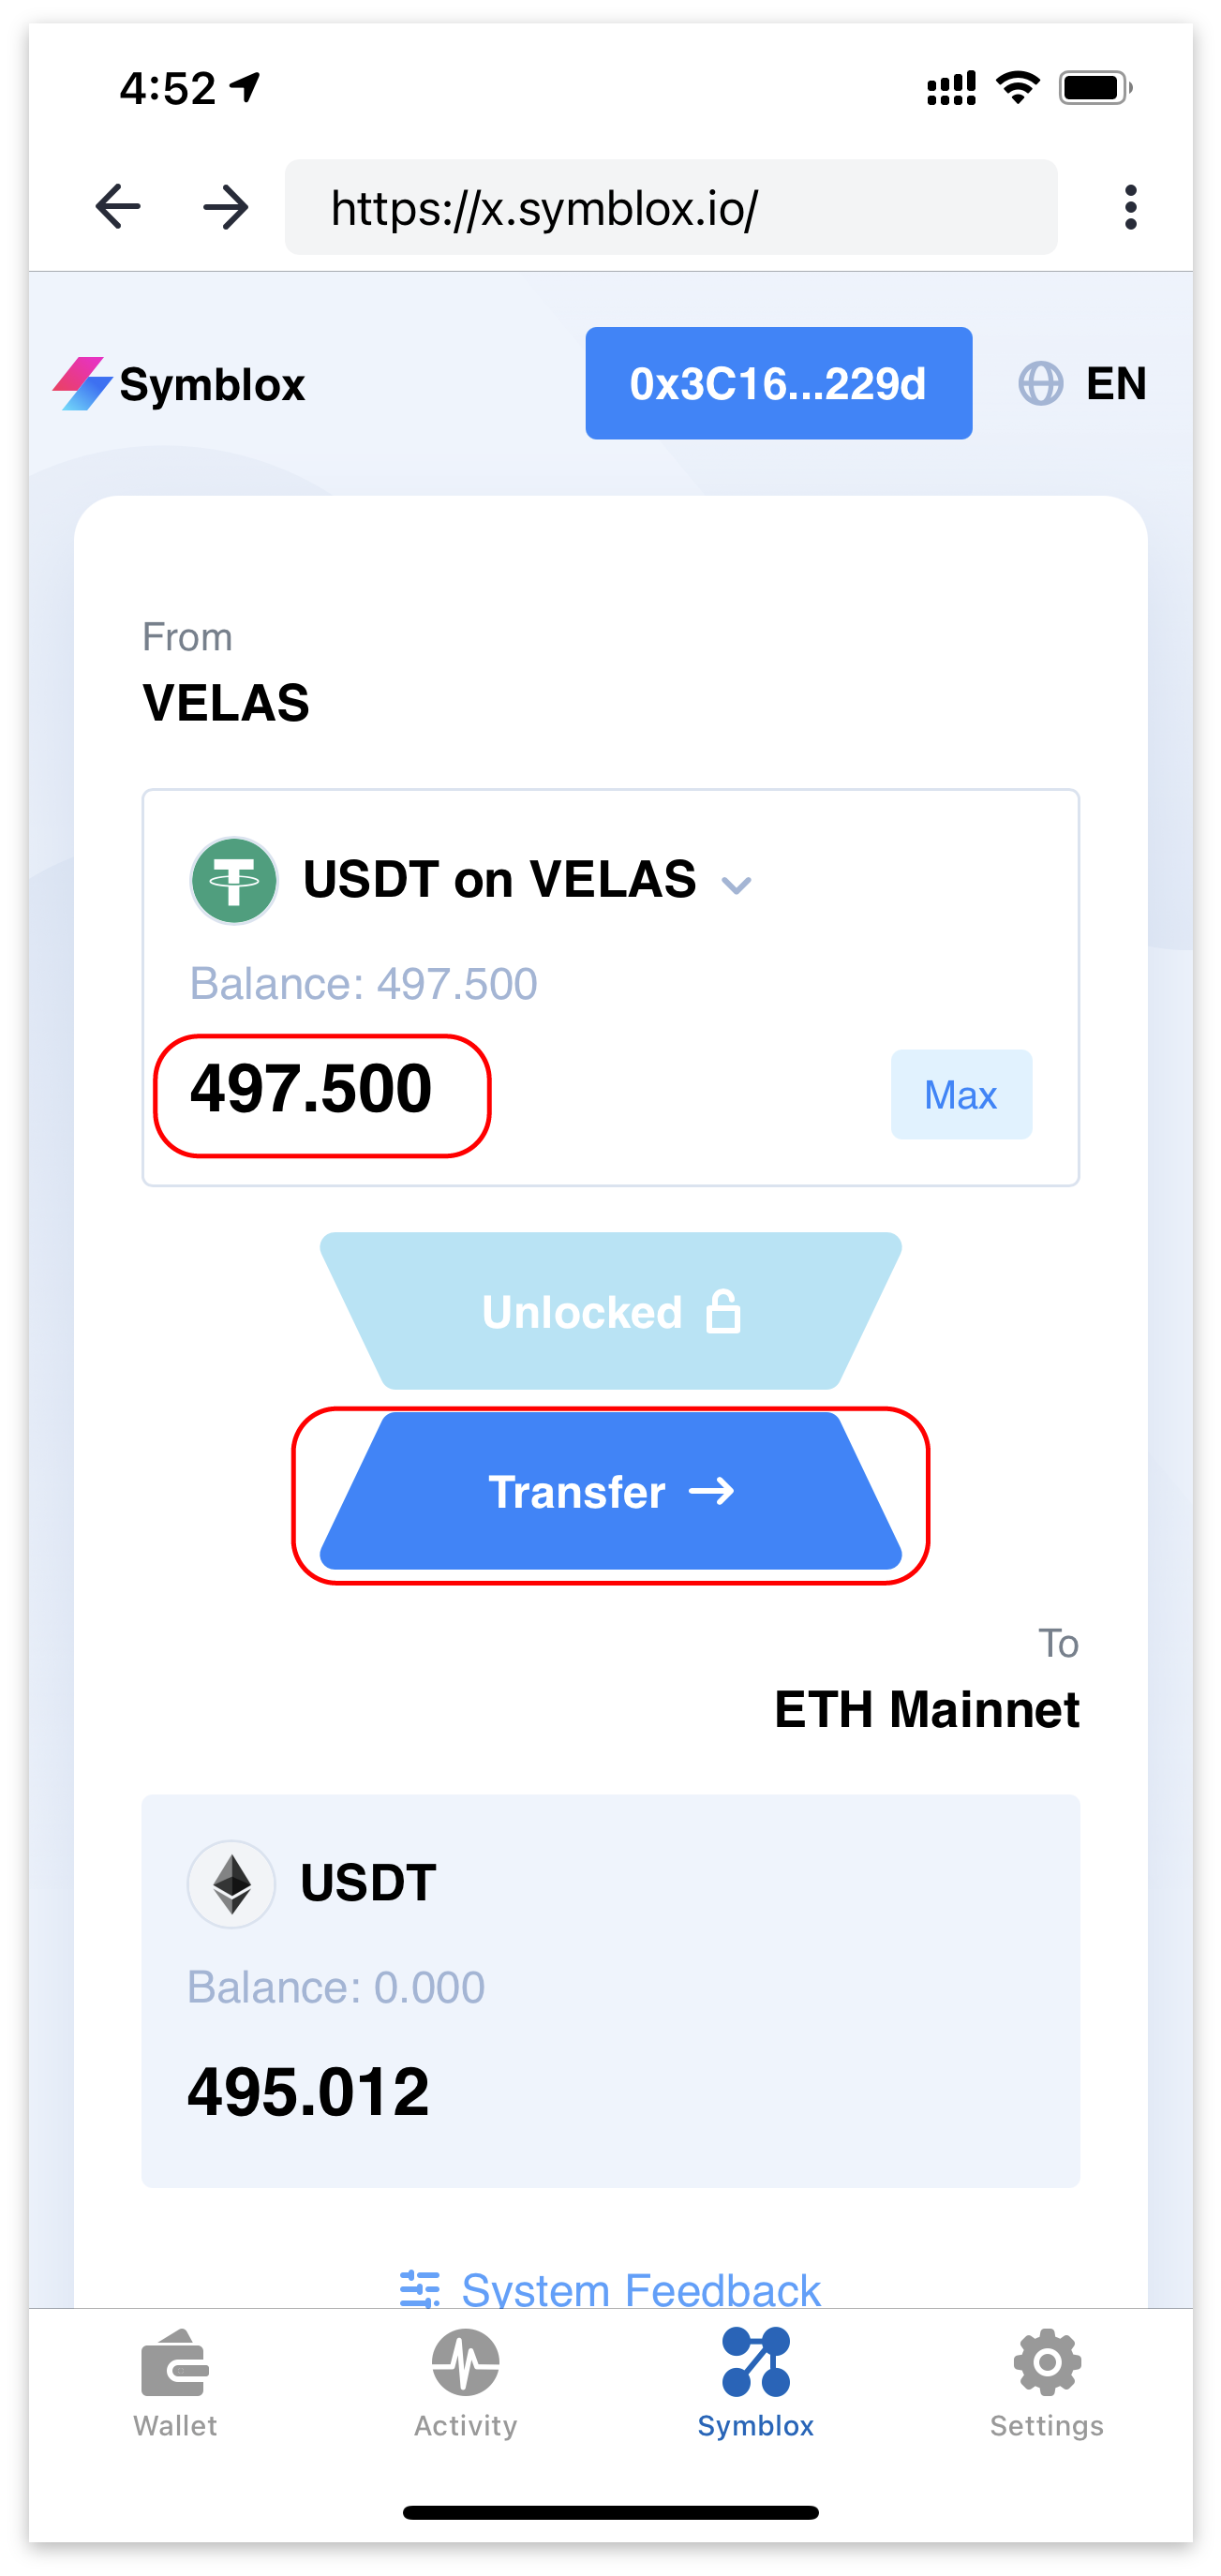 4:52
https://x.symblox.io/
Symblox
0x3C16...229d
EN
From
VELAS
USDT on VELAS
Balance: 497.500
497.500
Max
Unlocked
Transfer →
To
ETH Mainnet
USDT
Balance: 0.000
495.012
System Feedback
Wallet
Activity
Symblox
Settings